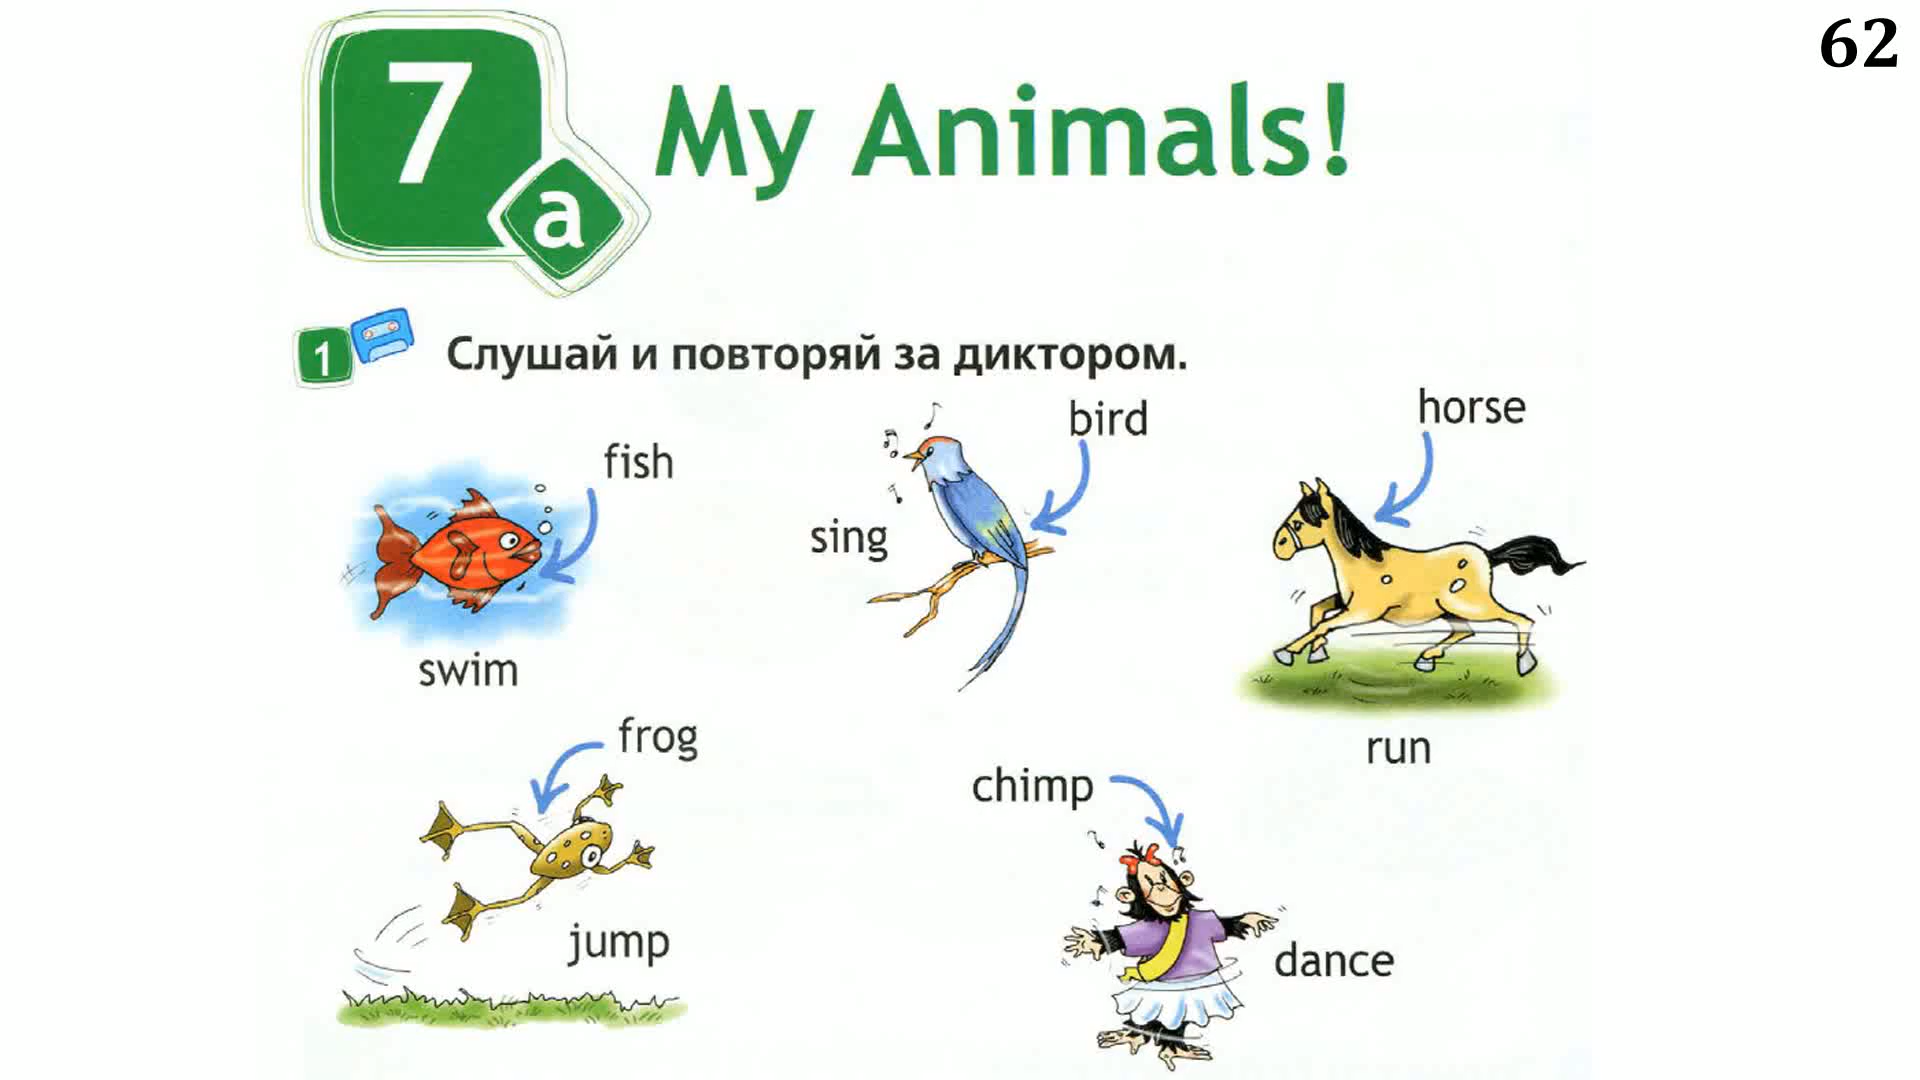 62
7
a
My Animals!
1
Слушай и повторяй за диктором.
fish
swim
bird
sing
horse
run
frog
jump
chimp
dance